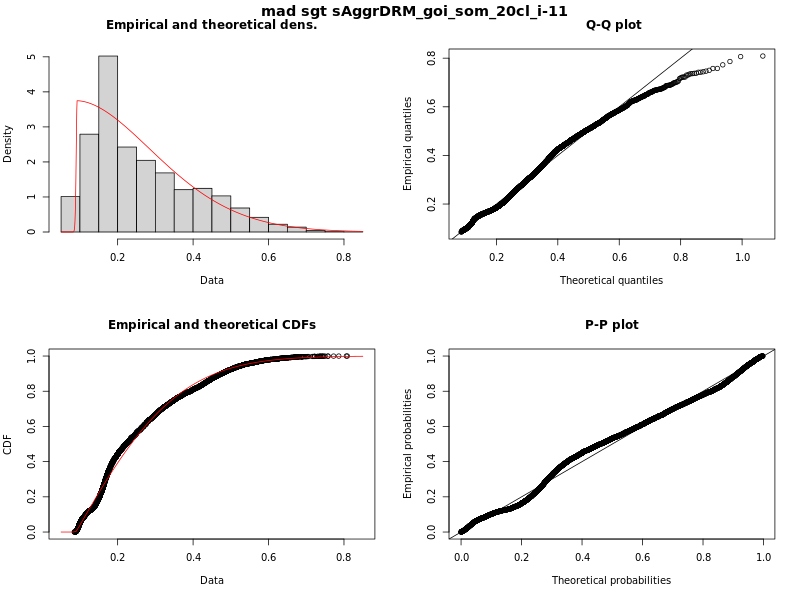 mad sgt sAggrDRM_goi_som_20cl_i-11
Empirical and theoretical dens.
Density
0 1 2 3 4 5
0.2 0.4 0.6 0.8
Data
Q-Q plot
Empirical quantiles
0.2 0.4 0.6 0.8
0.2 0.4 0.6 0.8 1.0
Theoretical quantiles
Empirical and theoretical CDFs
CDF
0.0 0.2 0.4 0.6 0.8 1.0
0.2 0.4 0.6 0.8
Data
P-P plot
Empirical probabilities
0.0 0.2 0.4 0.6 0.8 1.0
0.0 0.2 0.4 0.6 0.8 1.0
Theoretical probabilities